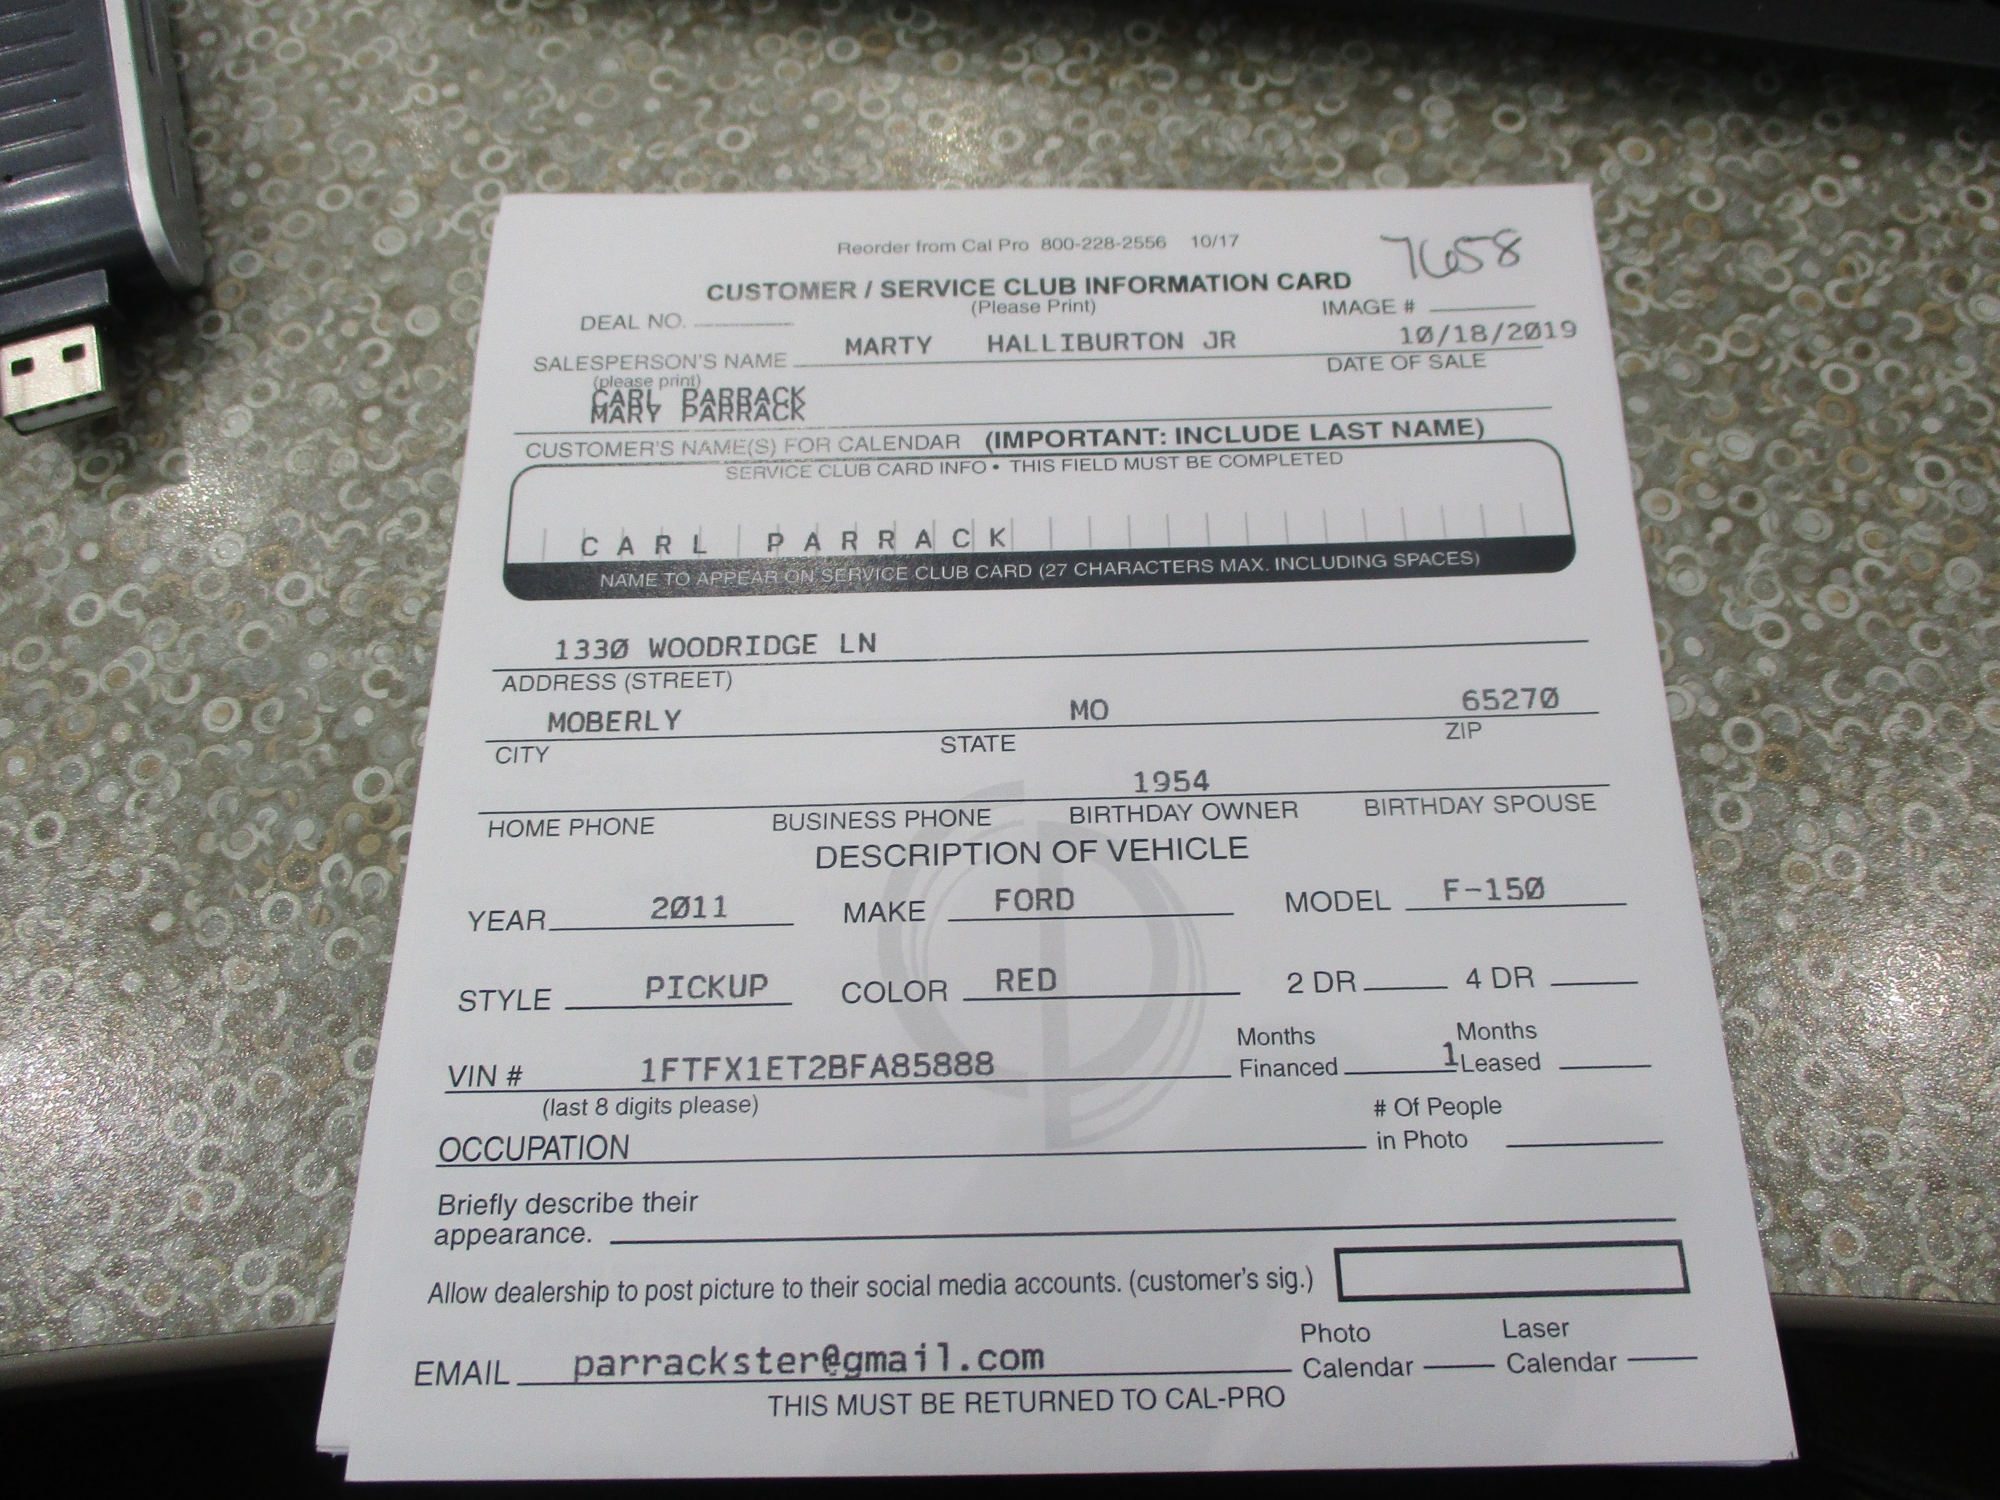 Reorder from Cal Pro 800-228-2556 10/17
7658
CUSTOMER / SERVICE CLUB INFORMATION CARD
(Please Print)
DEAL NO. IMAGE #
MARTY HALLIBURTON JR 10/18/2019
SALESPERSON'S NAME DATE OF SALE
(please print)
CARL PARRACK
MARY PARRACK
CUSTOMER'S NAME(S) FOR CALENDAR (IMPORTANT: INCLUDE LAST NAME)
SERVICE CLUB CARD INFO • THIS FIELD MUST BE COMPLETED
CARL PARRACK
NAME TO APPEAR ON SERVICE CLUB CARD (27 CHARACTERS MAX. INCLUDING SPACES)
1330 WOODRIDGE LN
ADDRESS (STREET)
MOBERLY MO 65270
CITY STATE ZIP
1954
HOME PHONE BUSINESS PHONE BIRTHDAY OWNER BIRTHDAY SPOUSE
DESCRIPTION OF VEHICLE
YEAR 2011 MAKE FORD MODEL F-150
STYLE PICKUP COLOR RED 2 DR 4 DR
VIN # 1FTFX1ET2BFA85888 Months Financed 1 Months Leased
(last 8 digits please)
OCCUPATION # Of People in Photo
Briefly describe their
appearance.
Allow dealership to post picture to their social media accounts. (customer's sig.)
EMAIL parrackster@gmail.com Photo Calendar Laser Calendar
THIS MUST BE RETURNED TO CAL-PRO